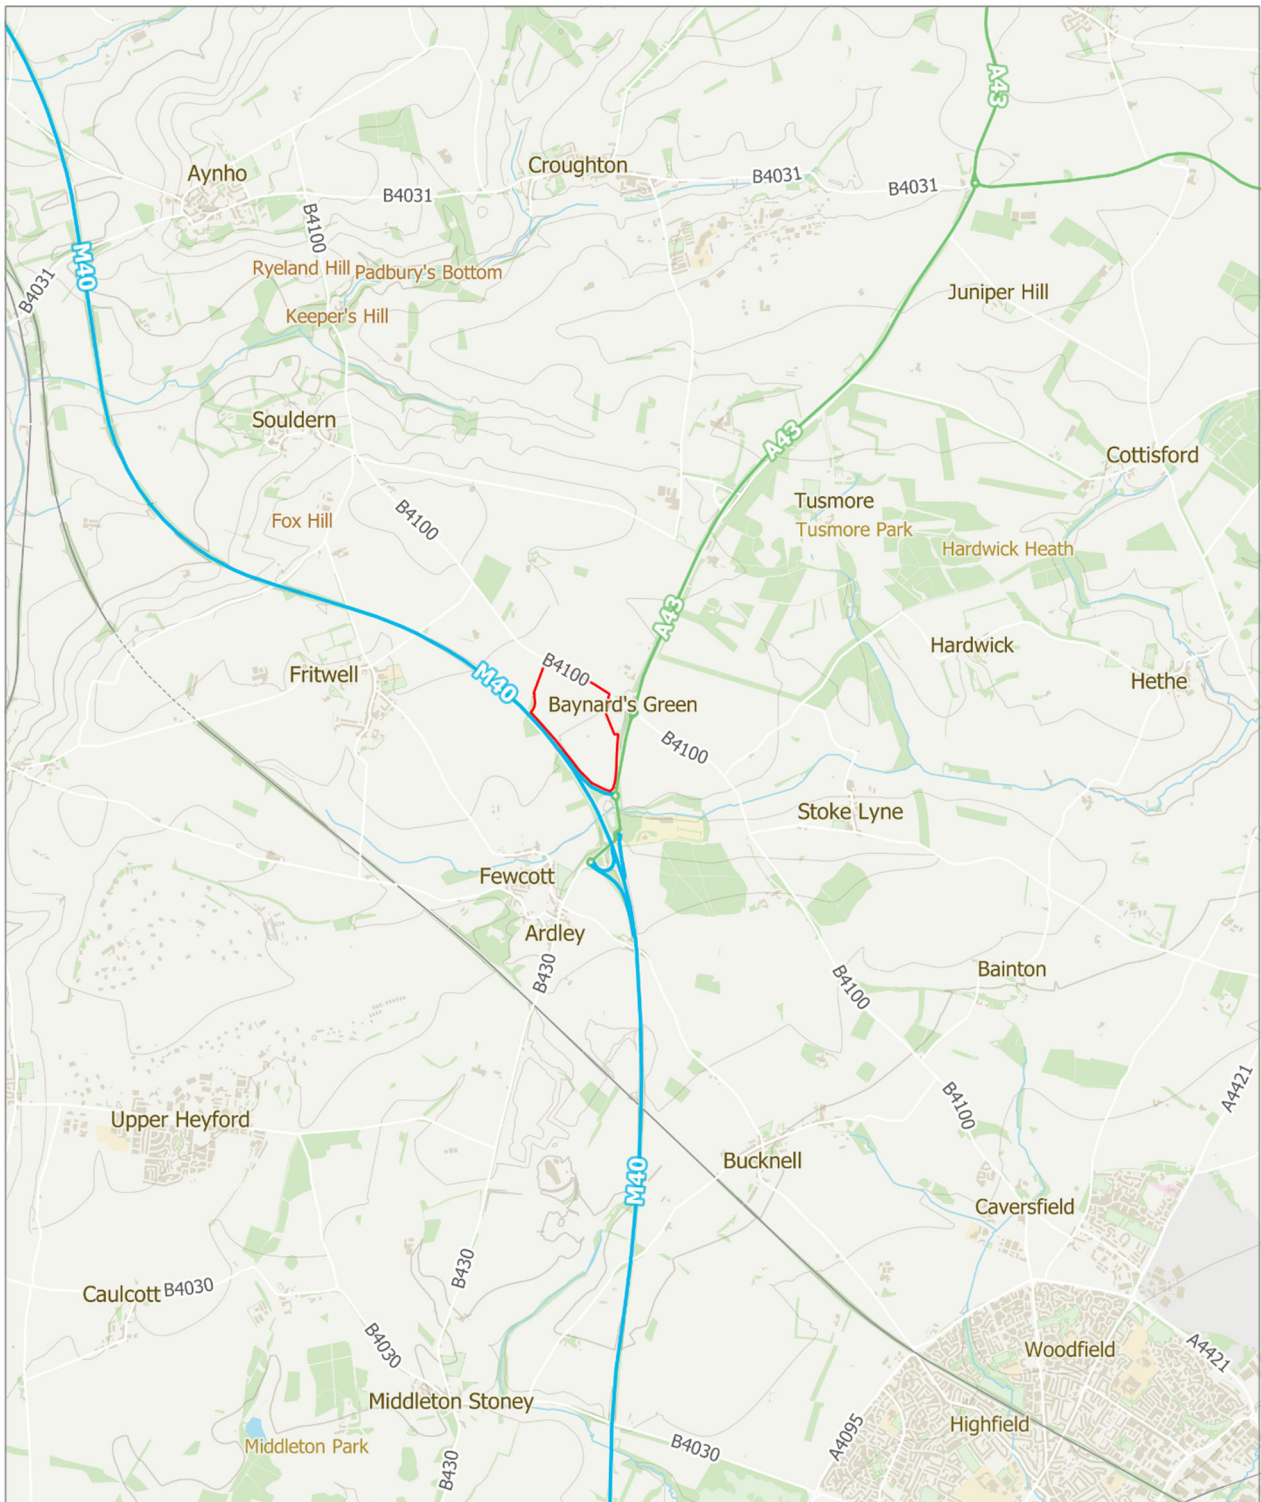 A43
Croughton
Aynho
B4031
B4031
B4031
B4100
M40
Ryeland Hill
Padbury's Bottom
B4031
Juniper Hill
Keeper's Hill
Souldern
A43
Cottisford
Tusmore
B4100
Fox Hill
Tusmore Park
Hardwick Heath
A43
Hardwick
B4100
Fritwell
M40
Hethe
Baynard's Green
B4100
Stoke Lyne
Fewcott
Ardley
B430
Bainton
B4100
A4421
B4100
Upper Heyford
Bucknell
M40
Caversfield
B430
Caulcott
B4030
B4030
Woodfield
A4421
Middleton Stoney
Highfield
A4095
Middleton Park
B4030
B430